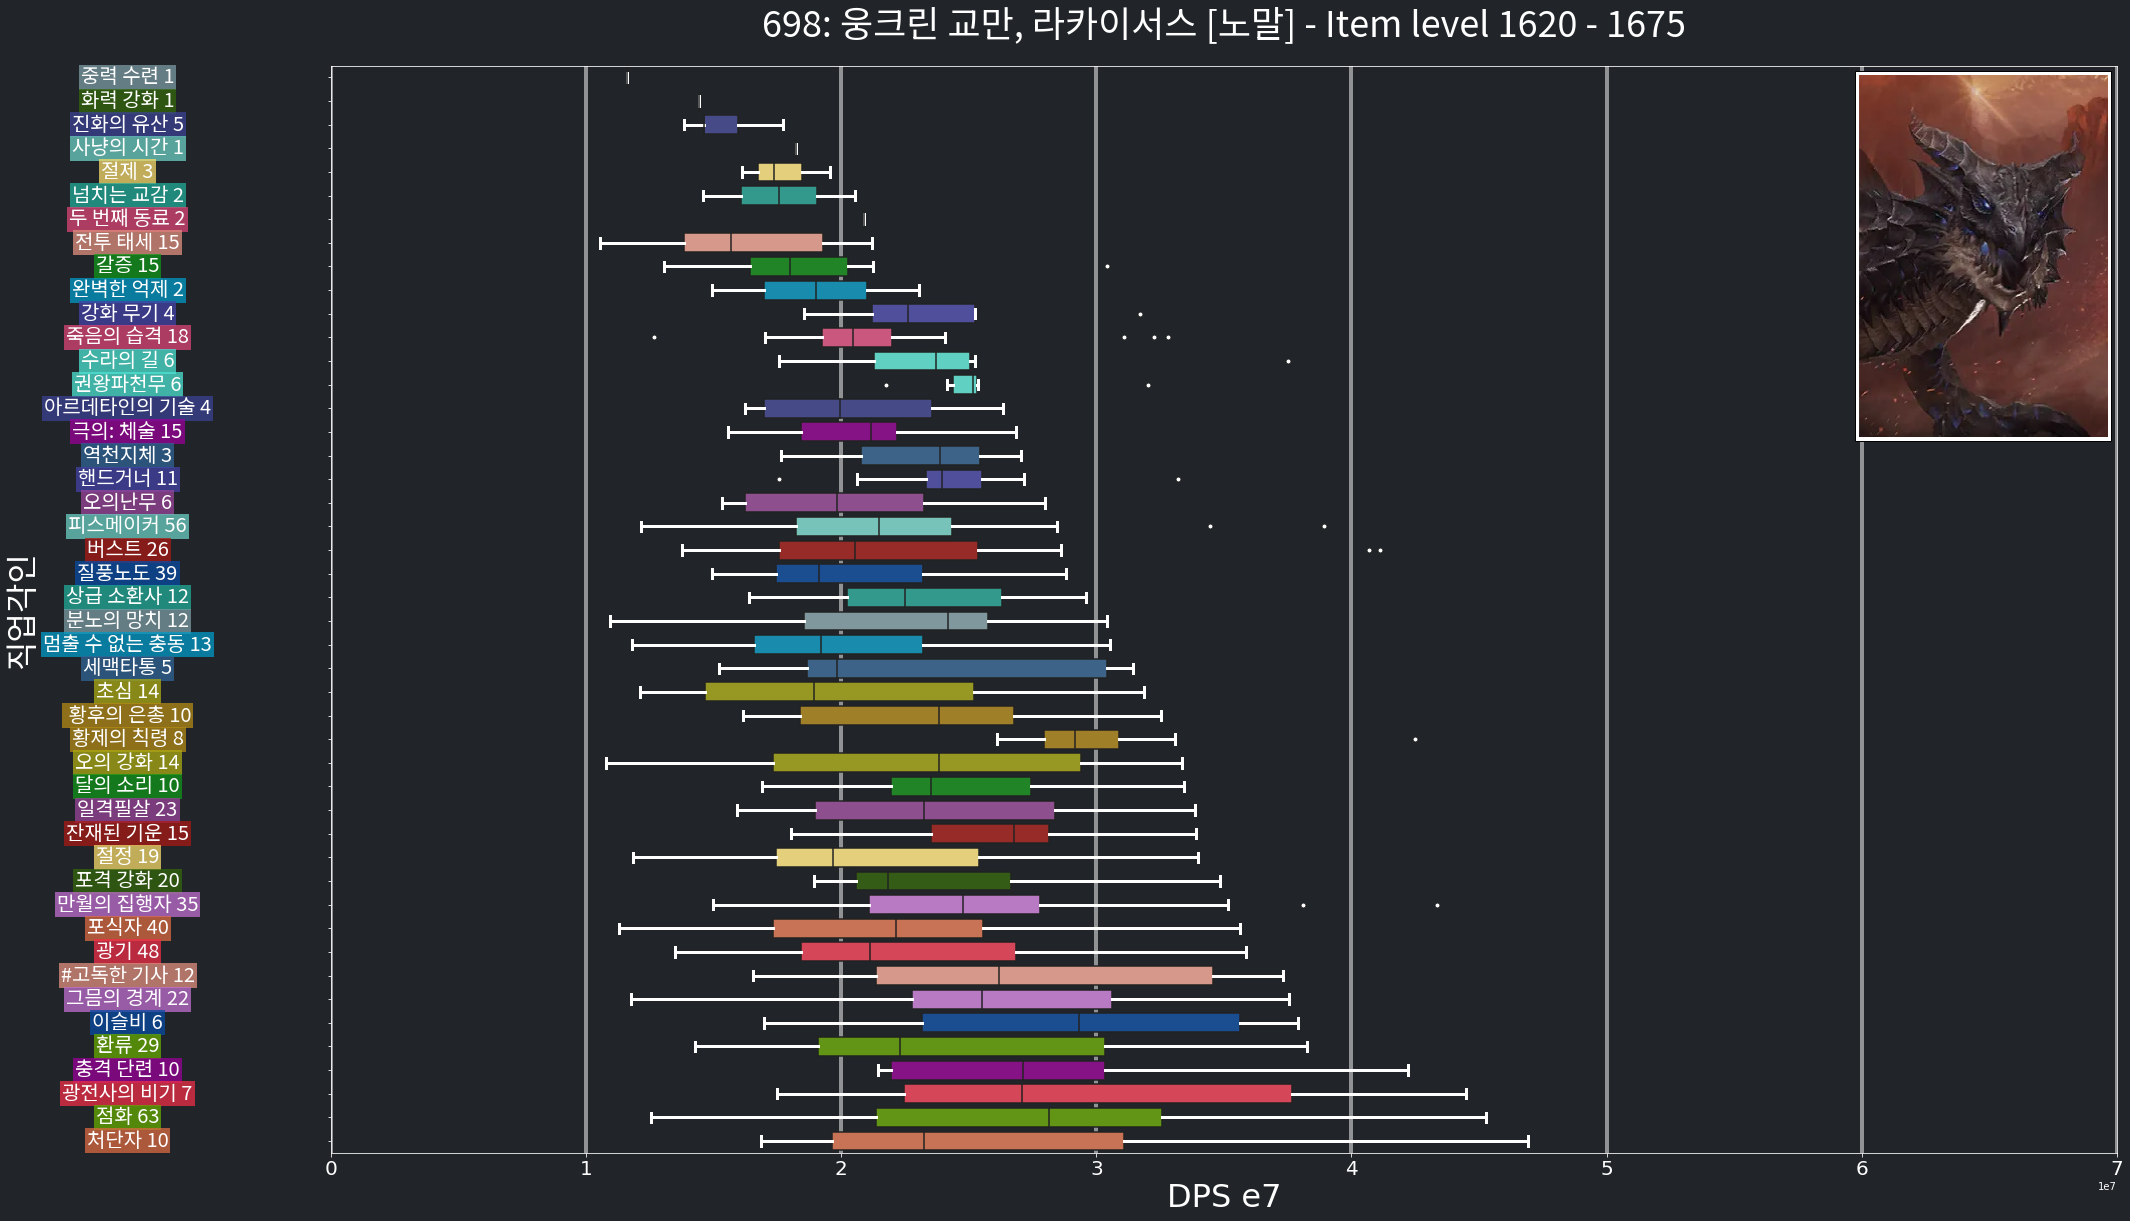 698: 웅크린 교만, 라카이서스 [노말] - Item level 1620 - 1675
중력 수련 1
화력 강화 1
진화의 유산 5
사냥의 시간 1
절제 3
넘치는 교감 2
두 번째 동료 2
전투 태세 15
갈증 15
완벽한 억제 2
강화 무기 4
죽음의 습격 18
수라의 길 6
권왕파천무 6
아르데타인의 기술 4
극의: 체술 15
역천지체 3
핸드거너 11
오의난무 6
피스메이커 56
버스트 26
질풍노도 39
상급 소환사 12
분노의 망치 12
멈출 수 없는 충동 13
세맥타통 5
초심 14
황후의 은총 10
황제의 칙령 8
오의 강화 14
달의 소리 10
일격필살 23
잔재된 기운 15
절정 19
포격 강화 20
만월의 집행자 35
포식자 40
광기 48
#고독한 기사 12
그믐의 경계 22
이슬비 6
환류 29
충격 단련 10
광전사의 비기 7
점화 63
처단자 10
직업각인
0 1 2 3 4 5 6 7
1e7
DPS e7